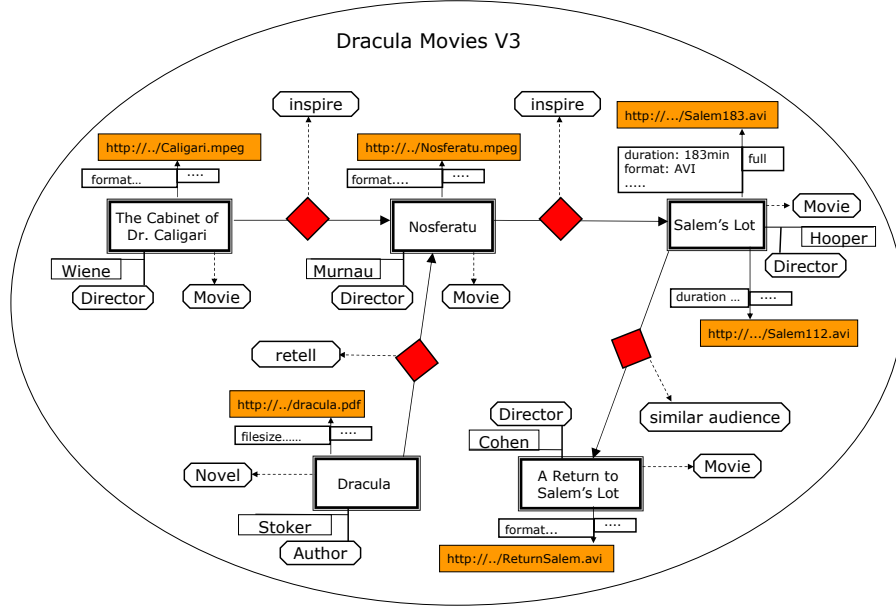 Dracula Movies V3
inspire
inspire
http://.../Salem183.avi
http://../Caligari.mpeg
http://../Nosferatu.mpeg
duration: 183min
format: AVI
.....
full
format...
....
format....
....
The Cabinet of
Dr. Caligari
Nosferatu
Salem's Lot
Movie
Hooper
Director
Wiene
Director
Movie
Murnau
Director
Movie
duration ...
....
http://.../Salem112.avi
retell
http://../dracula.pdf
filesize......
....
Director
Cohen
similar audience
Novel
Dracula
A Return to
Salem's Lot
Movie
Stoker
Author
format...
....
http://../ReturnSalem.avi